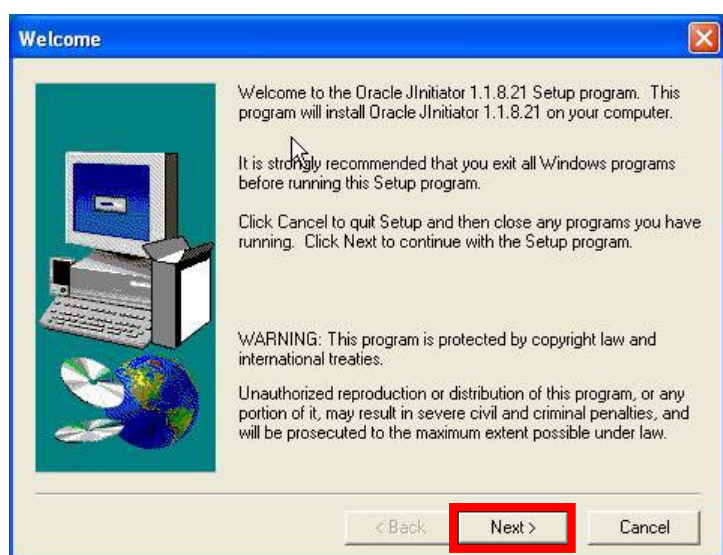 Welcome
Welcome to the Oracle JInitiator 1.1.8.21 Setup program. This
program will install Oracle JInitiator 1.1.8.21 on your computer.
It is strongly recommended that you exit all Windows programs
before running this Setup program.
Click Cancel to quit Setup and then close any programs you have
running. Click Next to continue with the Setup program.
WARNING: This program is protected by copyright law and
international treaties.
Unauthorized reproduction or distribution of this program, or any
portion of it, may result in severe civil and criminal penalties, and
will be prosecuted to the maximum extent possible under law.
< Back Next > Cancel